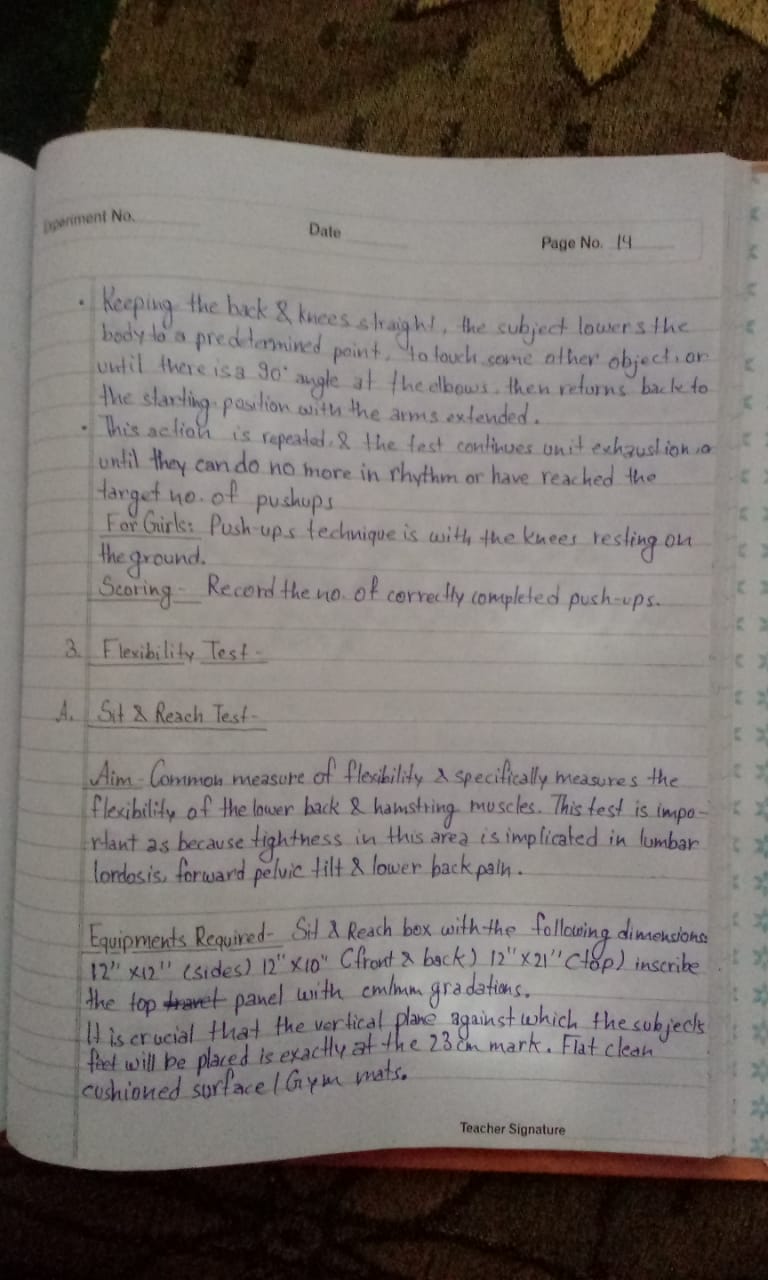 Experiment No.
Date
Page No. 14
• Keeping the back & knees straight, the subject lowers the
body to a predetermined point, to touch some other object, or
until there is a 90° angle at the elbows, then returns back to
the starting position with the arms extended.
• This action is repeated, & the test continues unit exhaustion, or
until they can do no more in rhythm or have reached the
target no. of pushups
For Girls: Push-ups technique is with the knees resting on
the ground.
Scoring - Record the no. of correctly completed push-ups.
3. Flexibility Test -
A. Sit & Reach Test -
Aim - Common measure of flexibility & specifically measures the
flexibility of the lower back & hamstring muscles. This test is impo-
rtant as because tightness in this area is implicated in lumbar
lordosis, forward pelvic tilt & lower back pain.
Equipments Required - Sit & Reach box with the following dimensions
12" x12" (sides) 12" x10" (front & back) 12" x 21" (top) inscribe
the top panel with cm/mm gradations.
It is crucial that the vertical plane against which the subjects
feet will be placed is exactly at the 23 cm mark. Flat clean
cushioned surface / Gym mats.
Teacher Signature